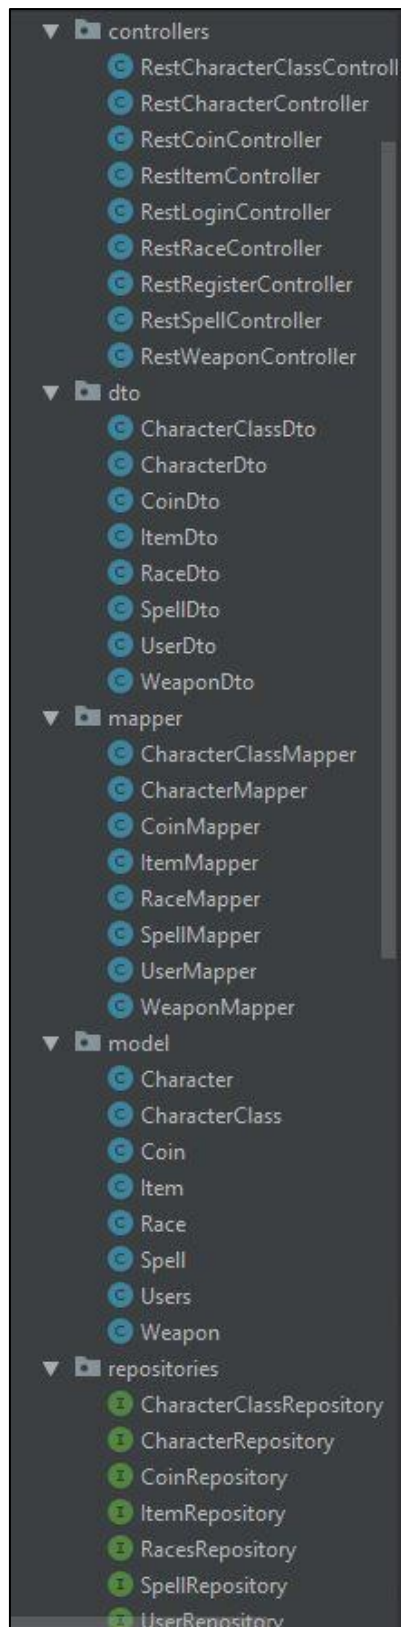 controllers
RestCharacterClassControll
RestCharacterController
RestCoinController
RestItemController
RestLoginController
RestRaceController
RestRegisterController
RestSpellController
RestWeaponController
dto
CharacterClassDto
CharacterDto
CoinDto
ItemDto
RaceDto
SpellDto
UserDto
WeaponDto
mapper
CharacterClassMapper
CharacterMapper
CoinMapper
ItemMapper
RaceMapper
SpellMapper
UserMapper
WeaponMapper
model
Character
CharacterClass
Coin
Item
Race
Spell
Users
Weapon
repositories
CharacterClassRepository
CharacterRepository
CoinRepository
ItemRepository
RacesRepository
SpellRepository
UserRepository